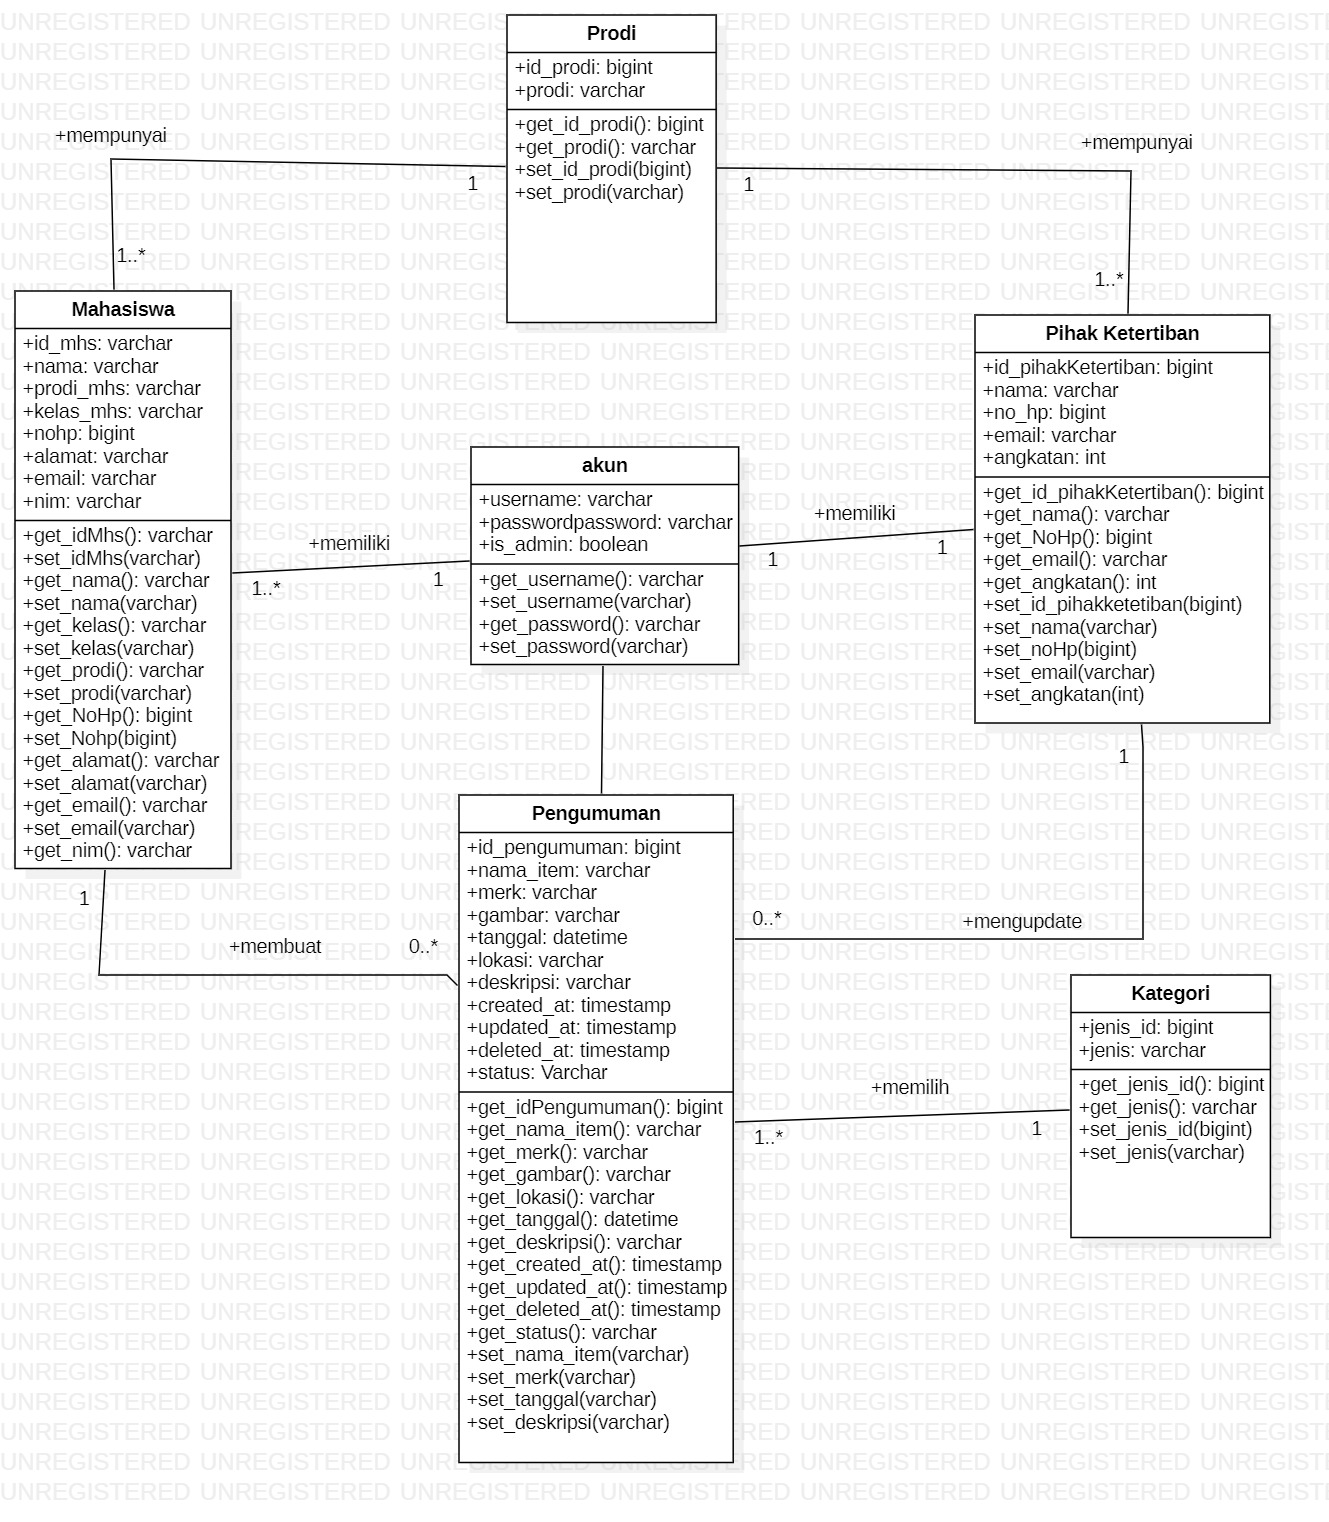 Prodi
+id_prodi: bigint
+prodi: varchar
+get_id_prodi(): bigint
+get_prodi(): varchar
+set_id_prodi(bigint)
+set_prodi(varchar)
+mempunyai
1
1..*
+mempunyai
1
1..*
Mahasiswa
+id_mhs: varchar
+nama: varchar
+prodi_mhs: varchar
+kelas_mhs: varchar
+nohp: bigint
+alamat: varchar
+email: varchar
+nim: varchar
+get_idMhs(): varchar
+set_idMhs(varchar)
+get_nama(): varchar
+set_nama(varchar)
+get_kelas(): varchar
+set_kelas(varchar)
+get_prodi(): varchar
+set_prodi(varchar)
+get_NoHp(): bigint
+set_Nohp(bigint)
+get_alamat(): varchar
+set_alamat(varchar)
+get_email(): varchar
+set_email(varchar)
+get_nim(): varchar
+memiliki
1..*
1
akun
+username: varchar
+passwordpassword: varchar
+is_admin: boolean
+get_username(): varchar
+set_username(varchar)
+get_password(): varchar
+set_password(varchar)
+memiliki
1
1
Pihak Ketertiban
+id_pihakKetertiban: bigint
+nama: varchar
+no_hp: bigint
+email: varchar
+angkatan: int
+get_id_pihakKetertiban(): bigint
+get_nama(): varchar
+get_NoHp(): bigint
+get_email(): varchar
+get_angkatan(): int
+set_id_pihakketetiban(bigint)
+set_nama(varchar)
+set_noHp(bigint)
+set_email(varchar)
+set_angkatan(int)
1
+membuat
0..*
Pengumuman
+id_pengumuman: bigint
+nama_item: varchar
+merk: varchar
+gambar: varchar
+tanggal: datetime
+lokasi: varchar
+deskripsi: varchar
+created_at: timestamp
+updated_at: timestamp
+deleted_at: timestamp
+status: Varchar
+get_idPengumuman(): bigint
+get_nama_item(): varchar
+get_merk(): varchar
+get_gambar(): varchar
+get_lokasi(): varchar
+get_tanggal(): datetime
+get_deskripsi(): varchar
+get_created_at(): timestamp
+get_updated_at(): timestamp
+get_deleted_at(): timestamp
+get_status(): varchar
+set_nama_item(varchar)
+set_merk(varchar)
+set_tanggal(varchar)
+set_deskripsi(varchar)
1
0..*
+mengupdate
+memilih
1..*
1
Kategori
+jenis_id: bigint
+jenis: varchar
+get_jenis_id(): bigint
+get_jenis(): varchar
+set_jenis_id(bigint)
+set_jenis(varchar)
UNREGISTERED